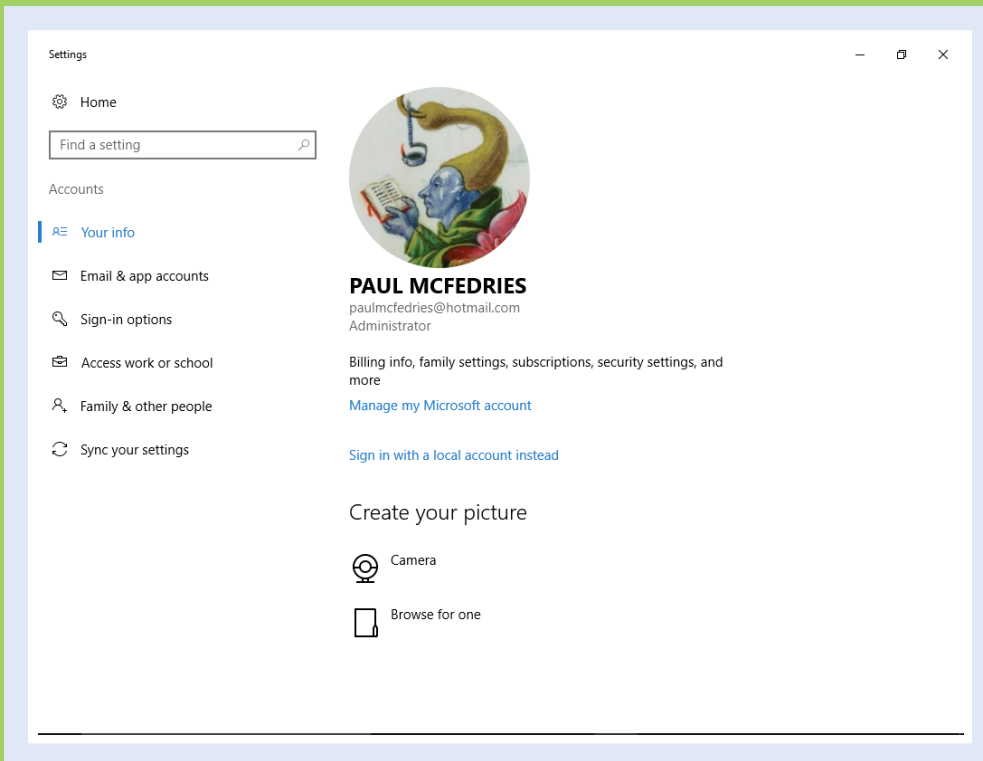 Settings
Home
Find a setting
Accounts
Your info
Email & app accounts
Sign-in options
Access work or school
Family & other people
Sync your settings
PAUL MCFEDRIES
paulmcfedries@hotmail.com
Administrator
Billing info, family settings, subscriptions, security settings, and
more
Manage my Microsoft account
Sign in with a local account instead
Create your picture
Camera
Browse for one